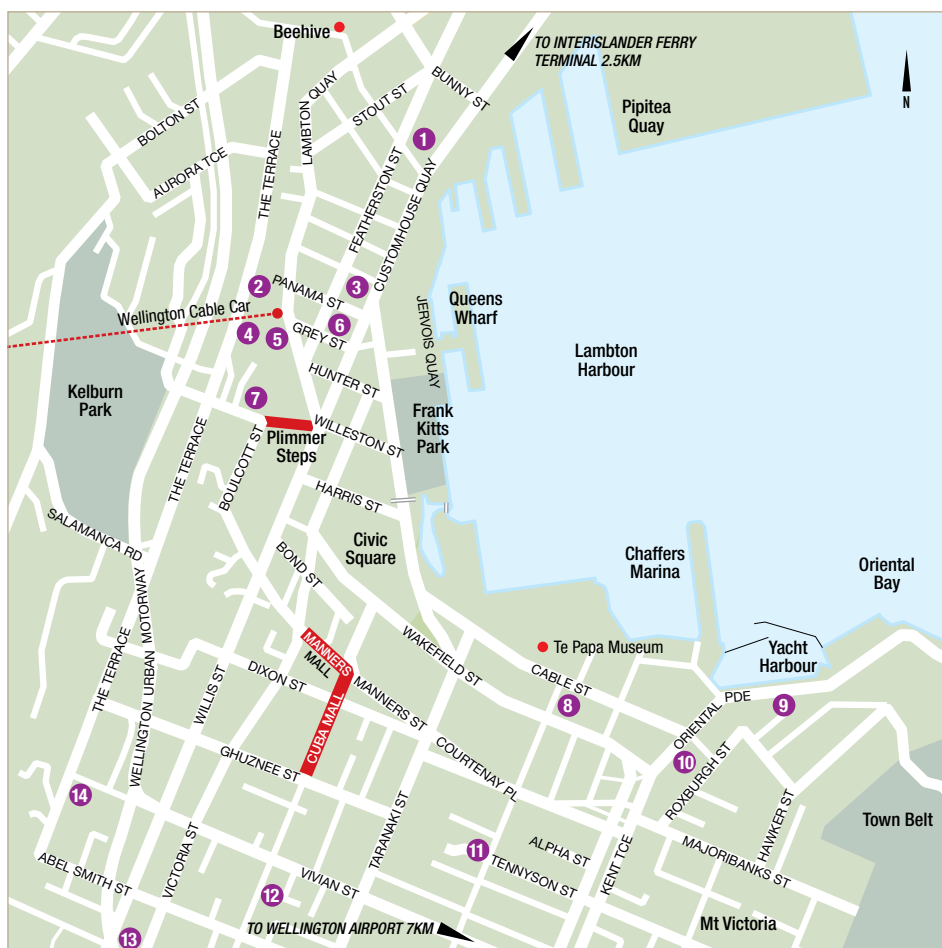 Beehive
TO INTERISLANDER FERRY
TERMINAL 2.5KM
N
BUNNY ST
LAMBTON QUAY
STOUT ST
Pipitea
Quay
BOLTON ST
1
AURORA TCE
THE TERRACE
FEATHERSTON ST
CUSTOMHOUSE QUAY
2
PANAMA ST
3
Wellington Cable Car
JERVOIS QUAY
Queens
Wharf
4
5
GREY ST
6
Lambton
Harbour
HUNTER ST
Kelburn
Park
7
Frank
Kitts
Park
WILLESTON ST
Plimmer
Steps
THE TERRACE
BOULCOTT ST
HARRIS ST
SALAMANCA RD
Civic
Square
BOND ST
Chaffers
Marina
Oriental
Bay
THE TERRACE
WELLINGTON URBAN MOTORWAY
MANNERS
MALL
WAKEFIELD ST
Te Papa Museum
Yacht
Harbour
WILLIS ST
DIXON ST
CUBA MALL
MANNERS ST
CABLE ST
8
ORIENTAL PDE
9
GHUZNEE ST
COURTENAY PL
10
ROXBURGH ST
14
TARANAKI ST
HAWKER ST
Town Belt
11
ALPHA ST
TENNYSON ST
KENT TCE
MAJORIBANKS ST
ABEL SMITH ST
VICTORIA ST
12
VIVIAN ST
Mt Victoria
13
TO WELLINGTON AIRPORT 7KM